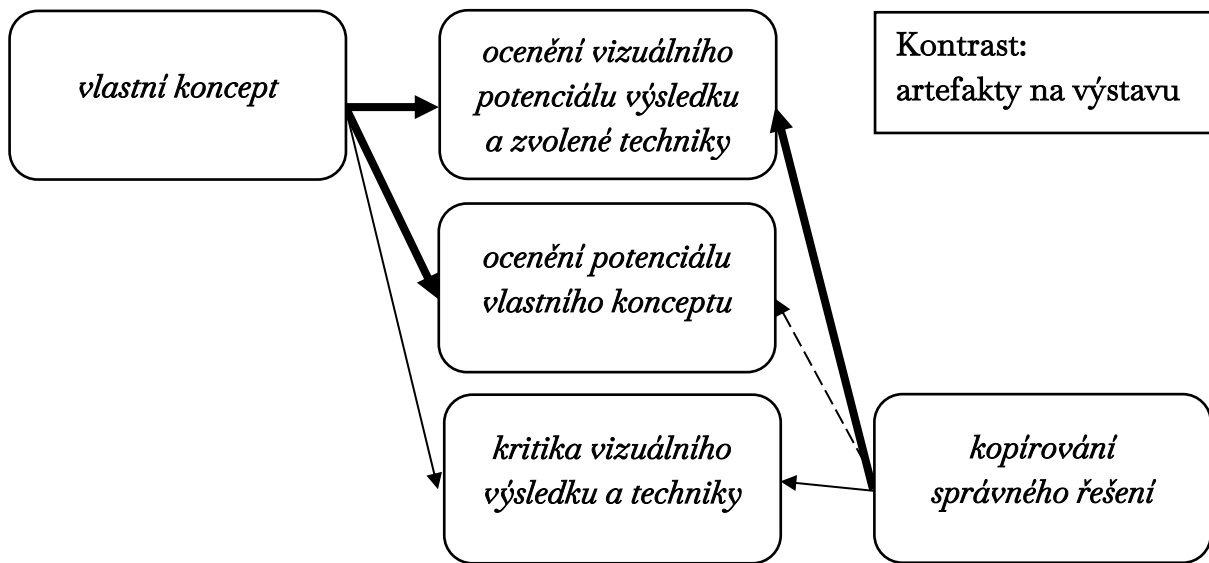 vlastní koncept
ocenění vizuálního
potenciálu výsledku
a zvolené techniky
Kontrast:
artefakty na výstavu
ocenění potenciálu
vlastního konceptu
kritika vizuálního
výsledku a techniky
kopírování
správného řešení